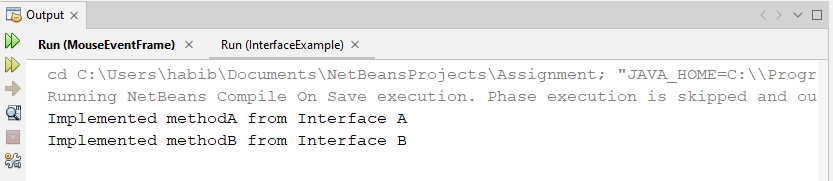 Output
Run (MouseEventFrame) Run (InterfaceExample)
cd C:\Users\habib\Documents\NetBeansProjects\Assignment; "JAVA_HOME=C:\\Progr
Running NetBeans Compile On Save execution. Phase execution is skipped and ou
Implemented methodA from Interface A
Implemented methodB from Interface B